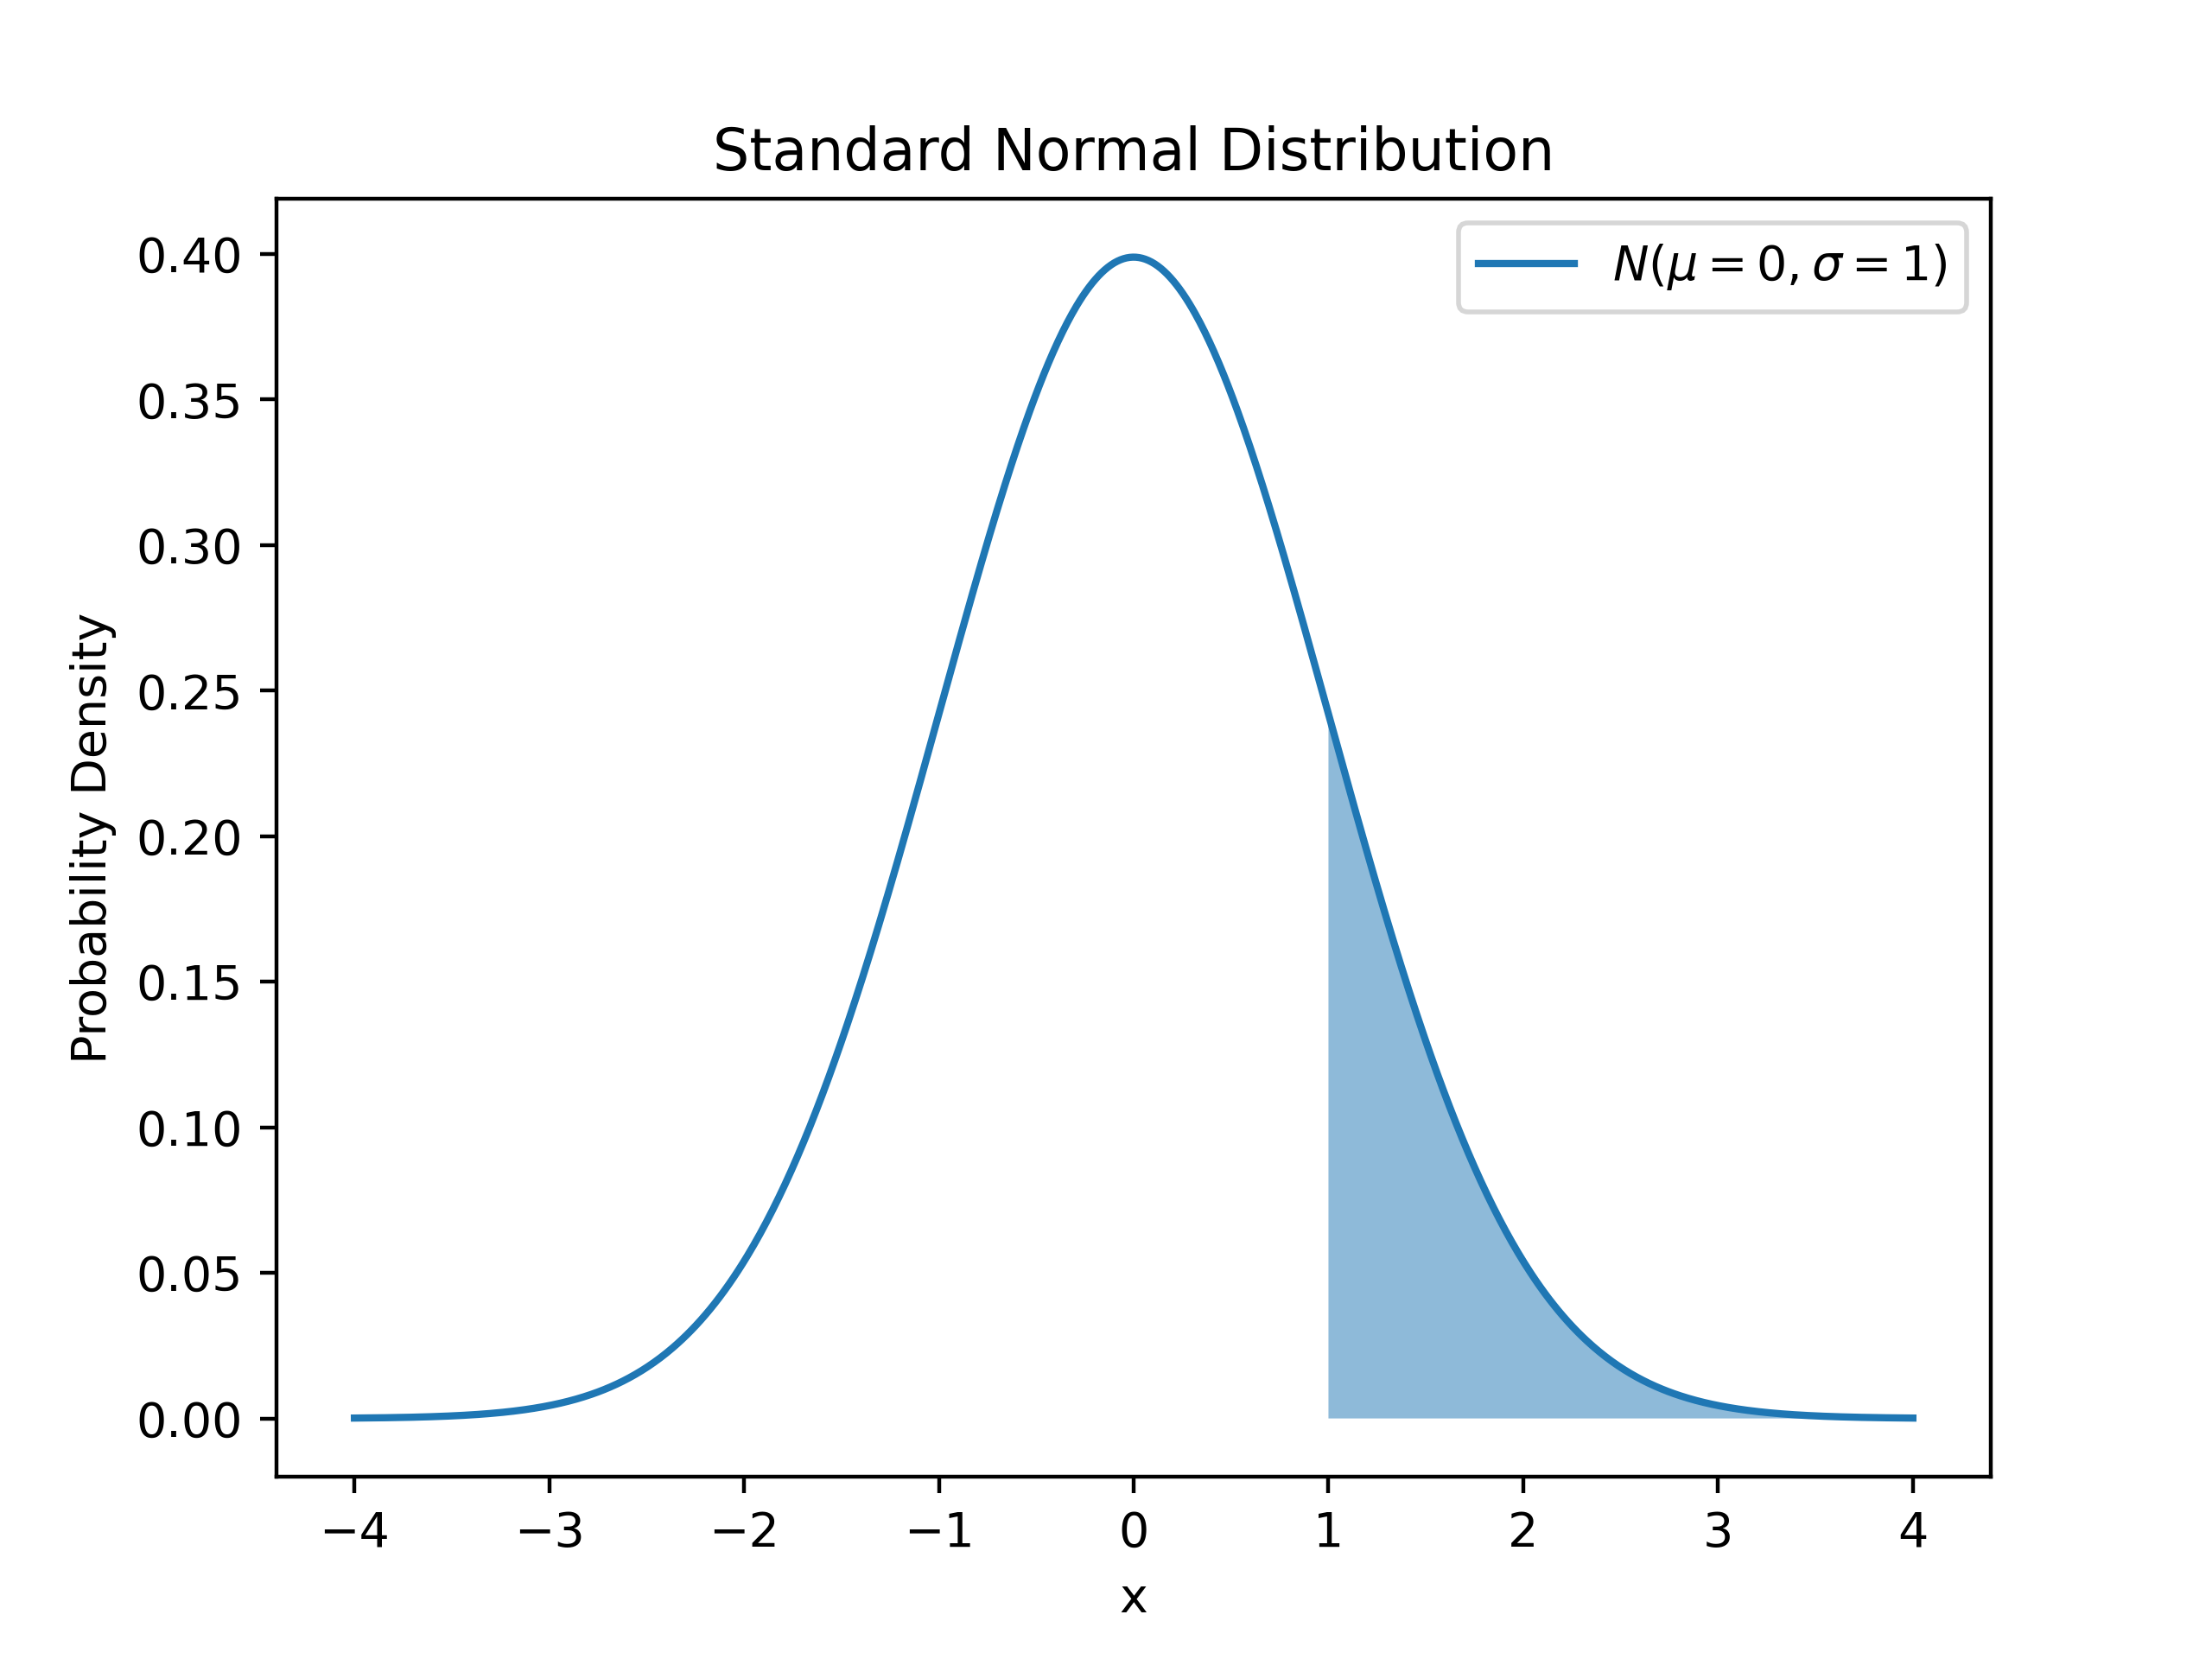 Standard Normal Distribution
N(μ = 0, σ = 1)
0.40
0.35
0.30
0.25
0.20
0.15
0.10
0.05
0.00
Probability Density
−4 −3 −2 −1 0 1 2 3 4
x